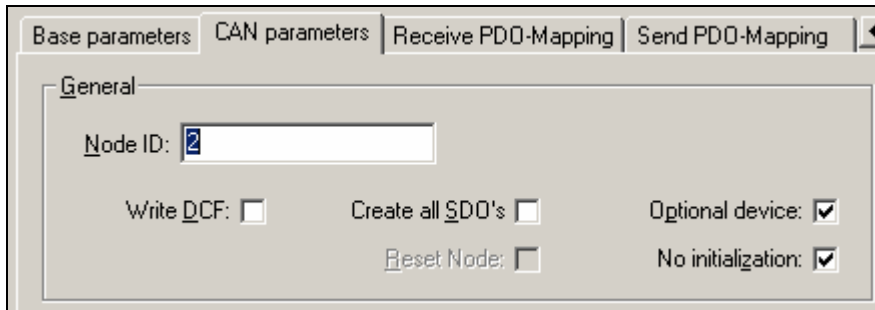 Base parameters CAN parameters Receive PDO-Mapping Send PDO-Mapping
General
Node ID: 2
Write DCF: Create all SDO's Optional device:
Reset Node: No initialization: